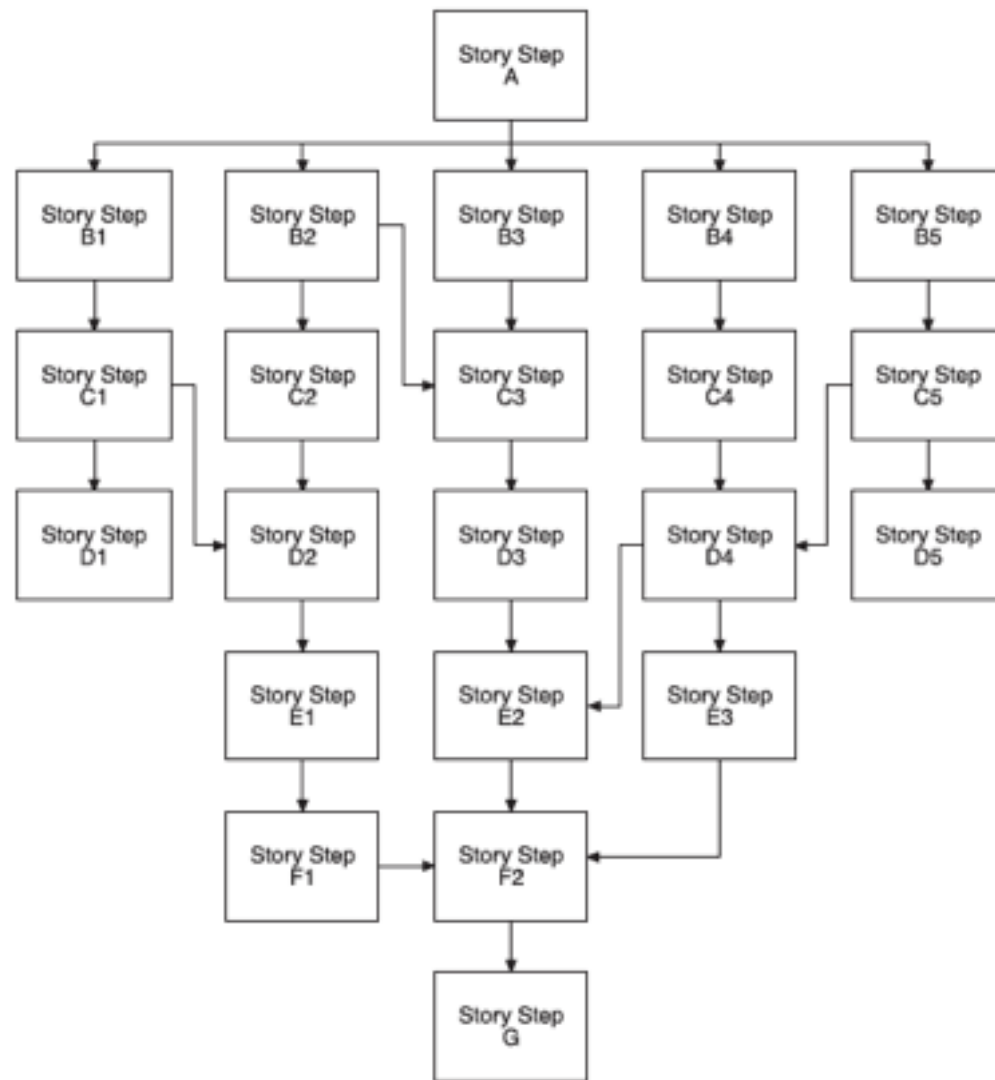 Story Step
A
Story Step
B1
Story Step
B2
Story Step
B3
Story Step
B4
Story Step
B5
Story Step
C1
Story Step
C2
Story Step
C3
Story Step
C4
Story Step
C5
Story Step
D1
Story Step
D2
Story Step
D3
Story Step
D4
Story Step
D5
Story Step
E1
Story Step
E2
Story Step
E3
Story Step
F1
Story Step
F2
Story Step
G